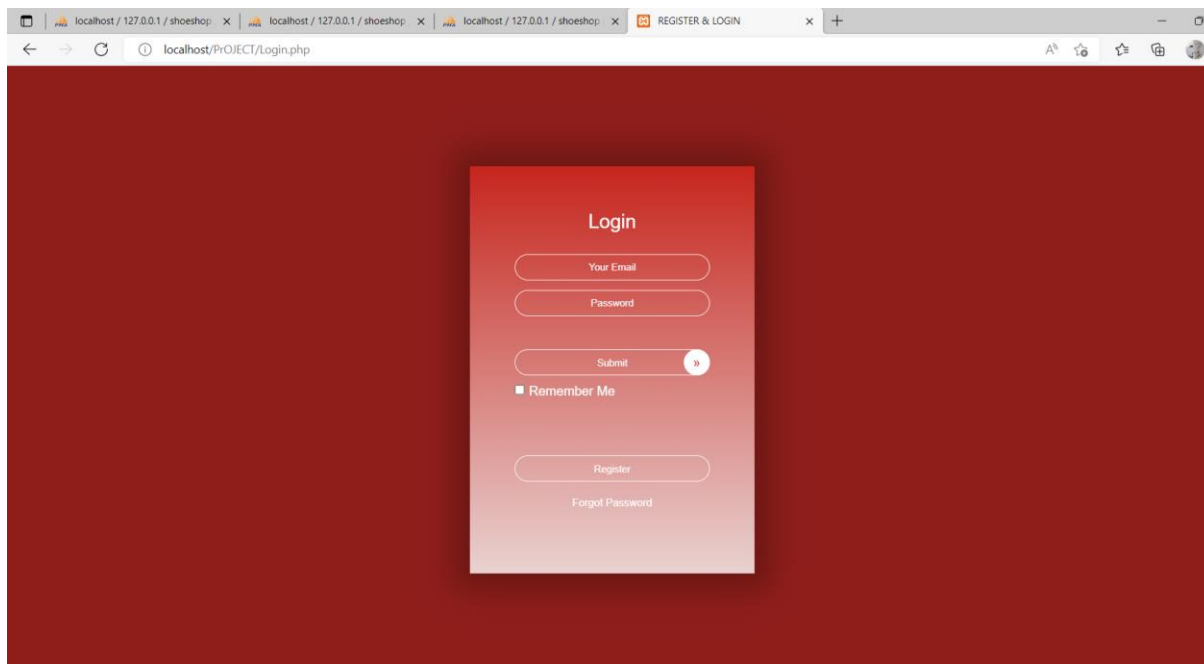 localhost / 127.0.0.1 / shoeshop
localhost / 127.0.0.1 / shoeshop
localhost / 127.0.0.1 / shoeshop
REGISTER & LOGIN
localhost/PrOJECT/Login.php
Login
Your Email
Password
Submit »
Remember Me
Register
Forgot Password